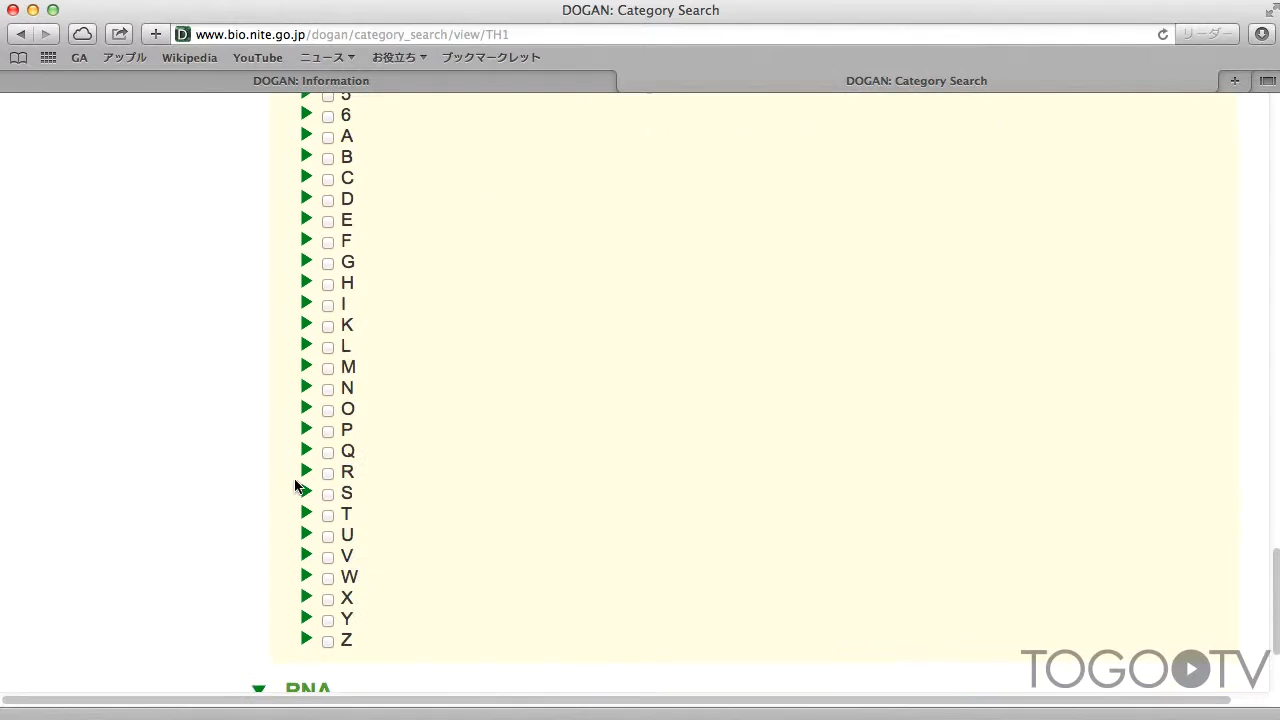 DOGAN: Category Search
www.bio.nite.go.jp/dogan/category_search/view/TH1
リーダー
GA アップル Wikipedia YouTube ニュース お役立ち ブックマークレット
DOGAN: Information DOGAN: Category Search
5
6
A
B
C
D
E
F
G
H
I
K
L
M
N
O
P
Q
R
S
T
U
V
W
X
Y
Z
RNA
TOGO TV